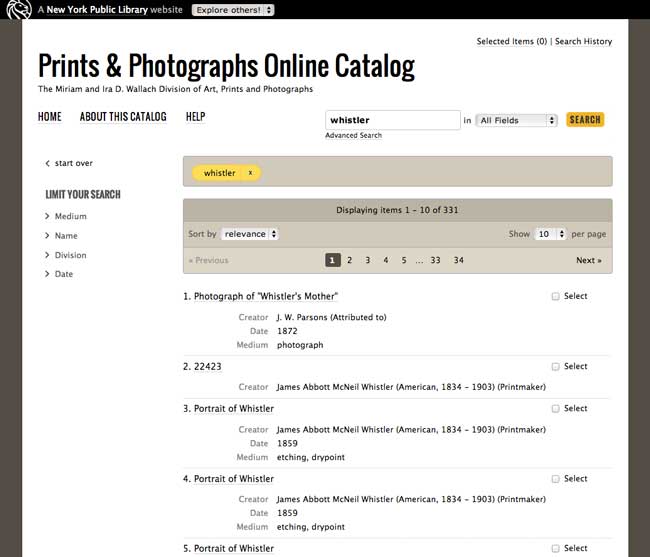 A New York Public Library website Explore others!
Selected Items (0) | Search History
Prints & Photographs Online Catalog
The Miriam and Ira D. Wallach Division of Art, Prints and Photographs
HOME ABOUT THIS CATALOG HELP
whistler in All Fields SEARCH
Advanced Search
< start over
whistler x
LIMIT YOUR SEARCH
> Medium
> Name
> Division
> Date
Displaying items 1 - 10 of 331
Sort by relevance Show 10 per page
« Previous 1 2 3 4 5 ... 33 34 Next »
1. Photograph of "Whistler's Mother" Select
Creator J. W. Parsons (Attributed to)
Date 1872
Medium photograph
2. 22423 Select
Creator James Abbott McNeil Whistler (American, 1834 - 1903) (Printmaker)
3. Portrait of Whistler Select
Creator James Abbott McNeil Whistler (American, 1834 - 1903) (Printmaker)
Date 1859
Medium etching, drypoint
4. Portrait of Whistler Select
Creator James Abbott McNeil Whistler (American, 1834 - 1903) (Printmaker)
Date 1859
Medium etching, drypoint
5. Portrait of Whistler Select